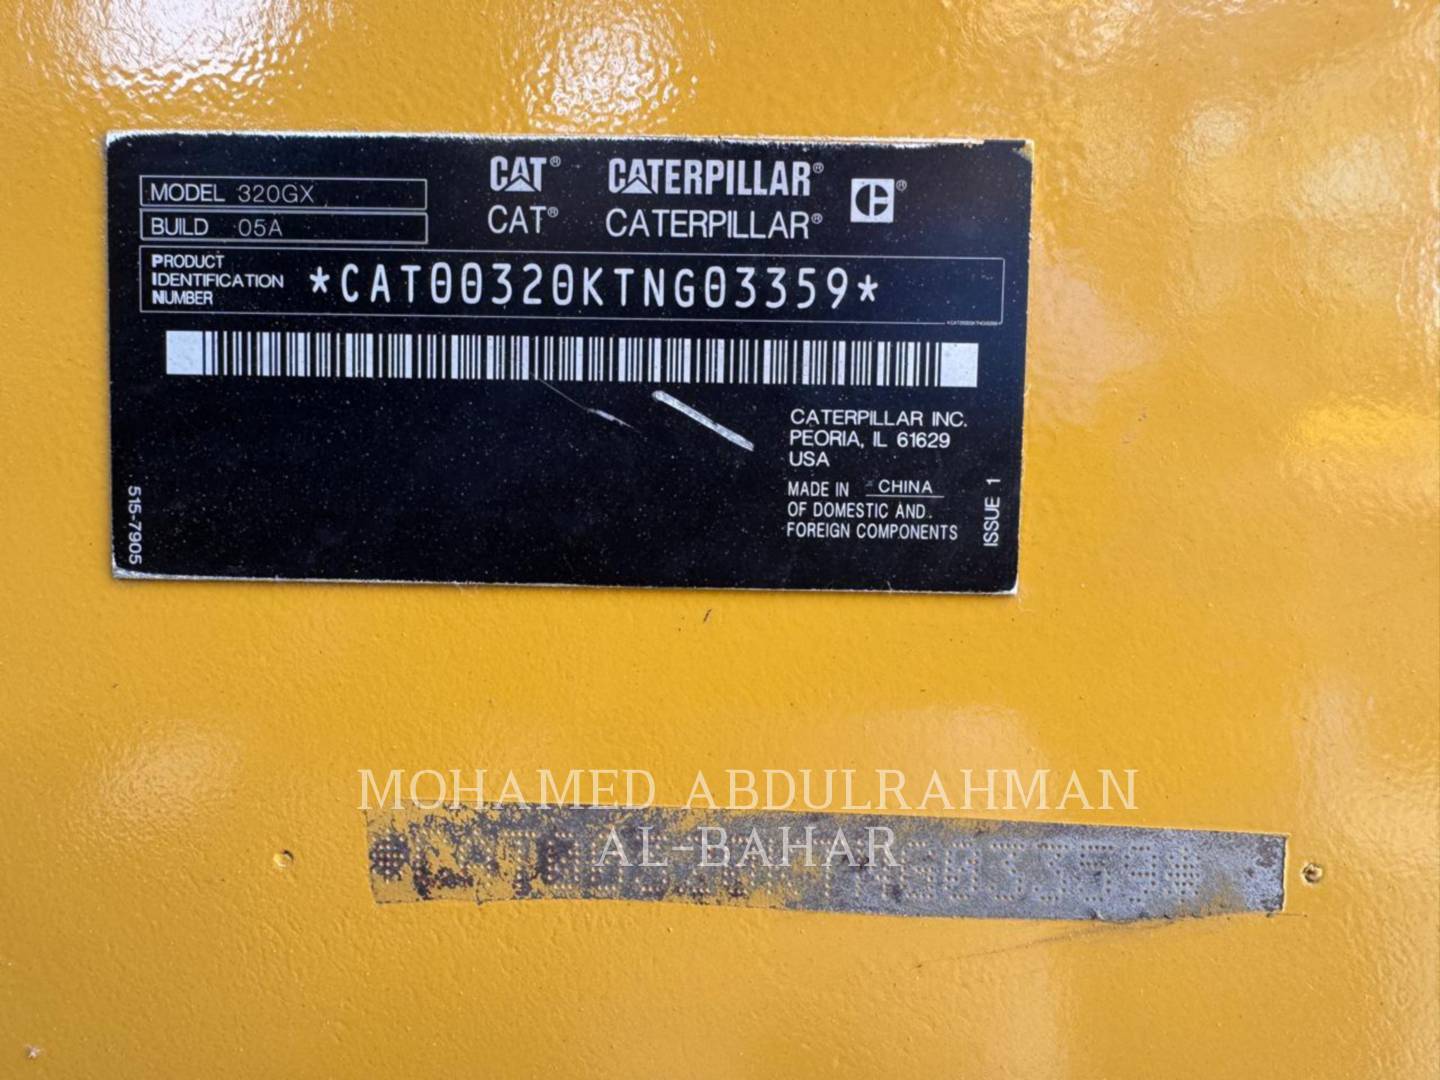 MODEL 320GX
BUILD 05A
CAT® CATERPILLAR® ®
CAT® CATERPILLAR®
PRODUCT
IDENTIFICATION
NUMBER
*CAT00320KTNG03359*
CATERPILLAR INC.
PEORIA, IL 61629
USA
MADE IN CHINA
OF DOMESTIC AND
FOREIGN COMPONENTS
515-7905
ISSUE 1
MOHAMED ABDULRAHMAN
AL-BAHAR